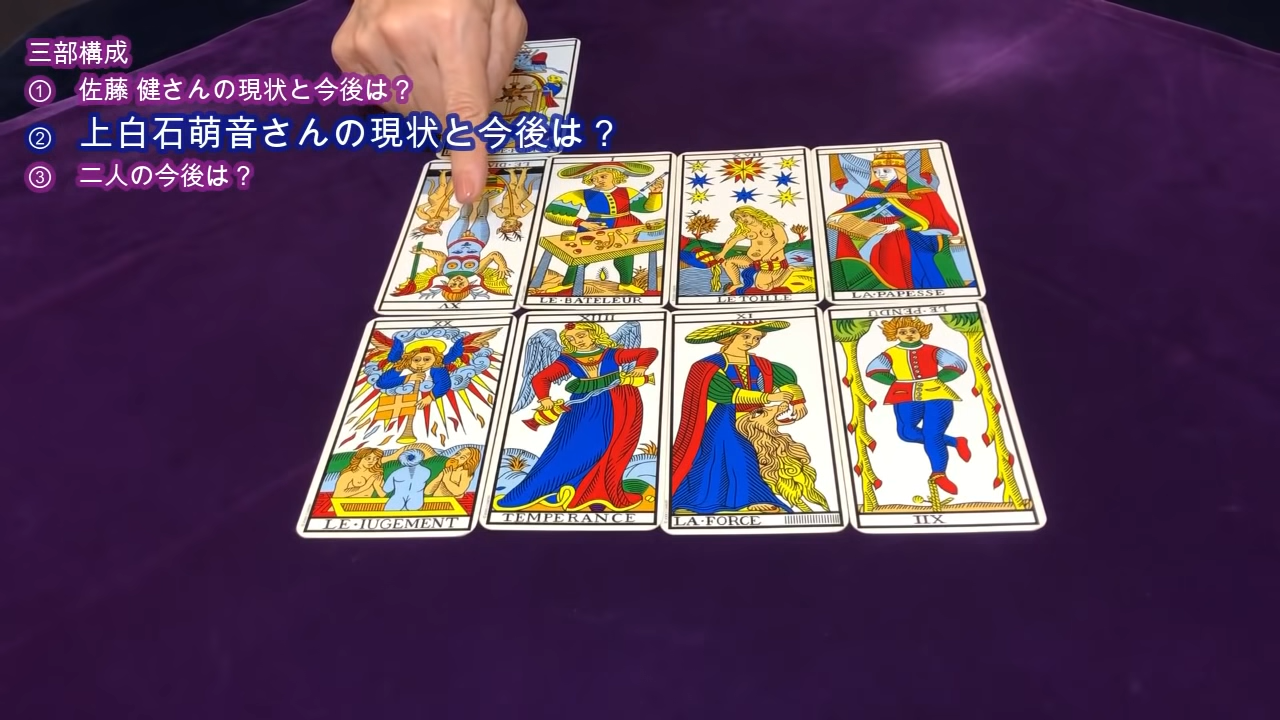 三部構成
① 佐藤 健さんの現状と今後は？
② 上白石萌音さんの現状と今後は？
③ 二人の今後は？
LE·DIA
I
II
XV
LE·BATELEUR
LE·TOILLE
LA·PAPESSE
XX
XIIII
XI
LE·PENDU
LE·JUGEMENT
TEMPERANCE
LA·FORCE
XII